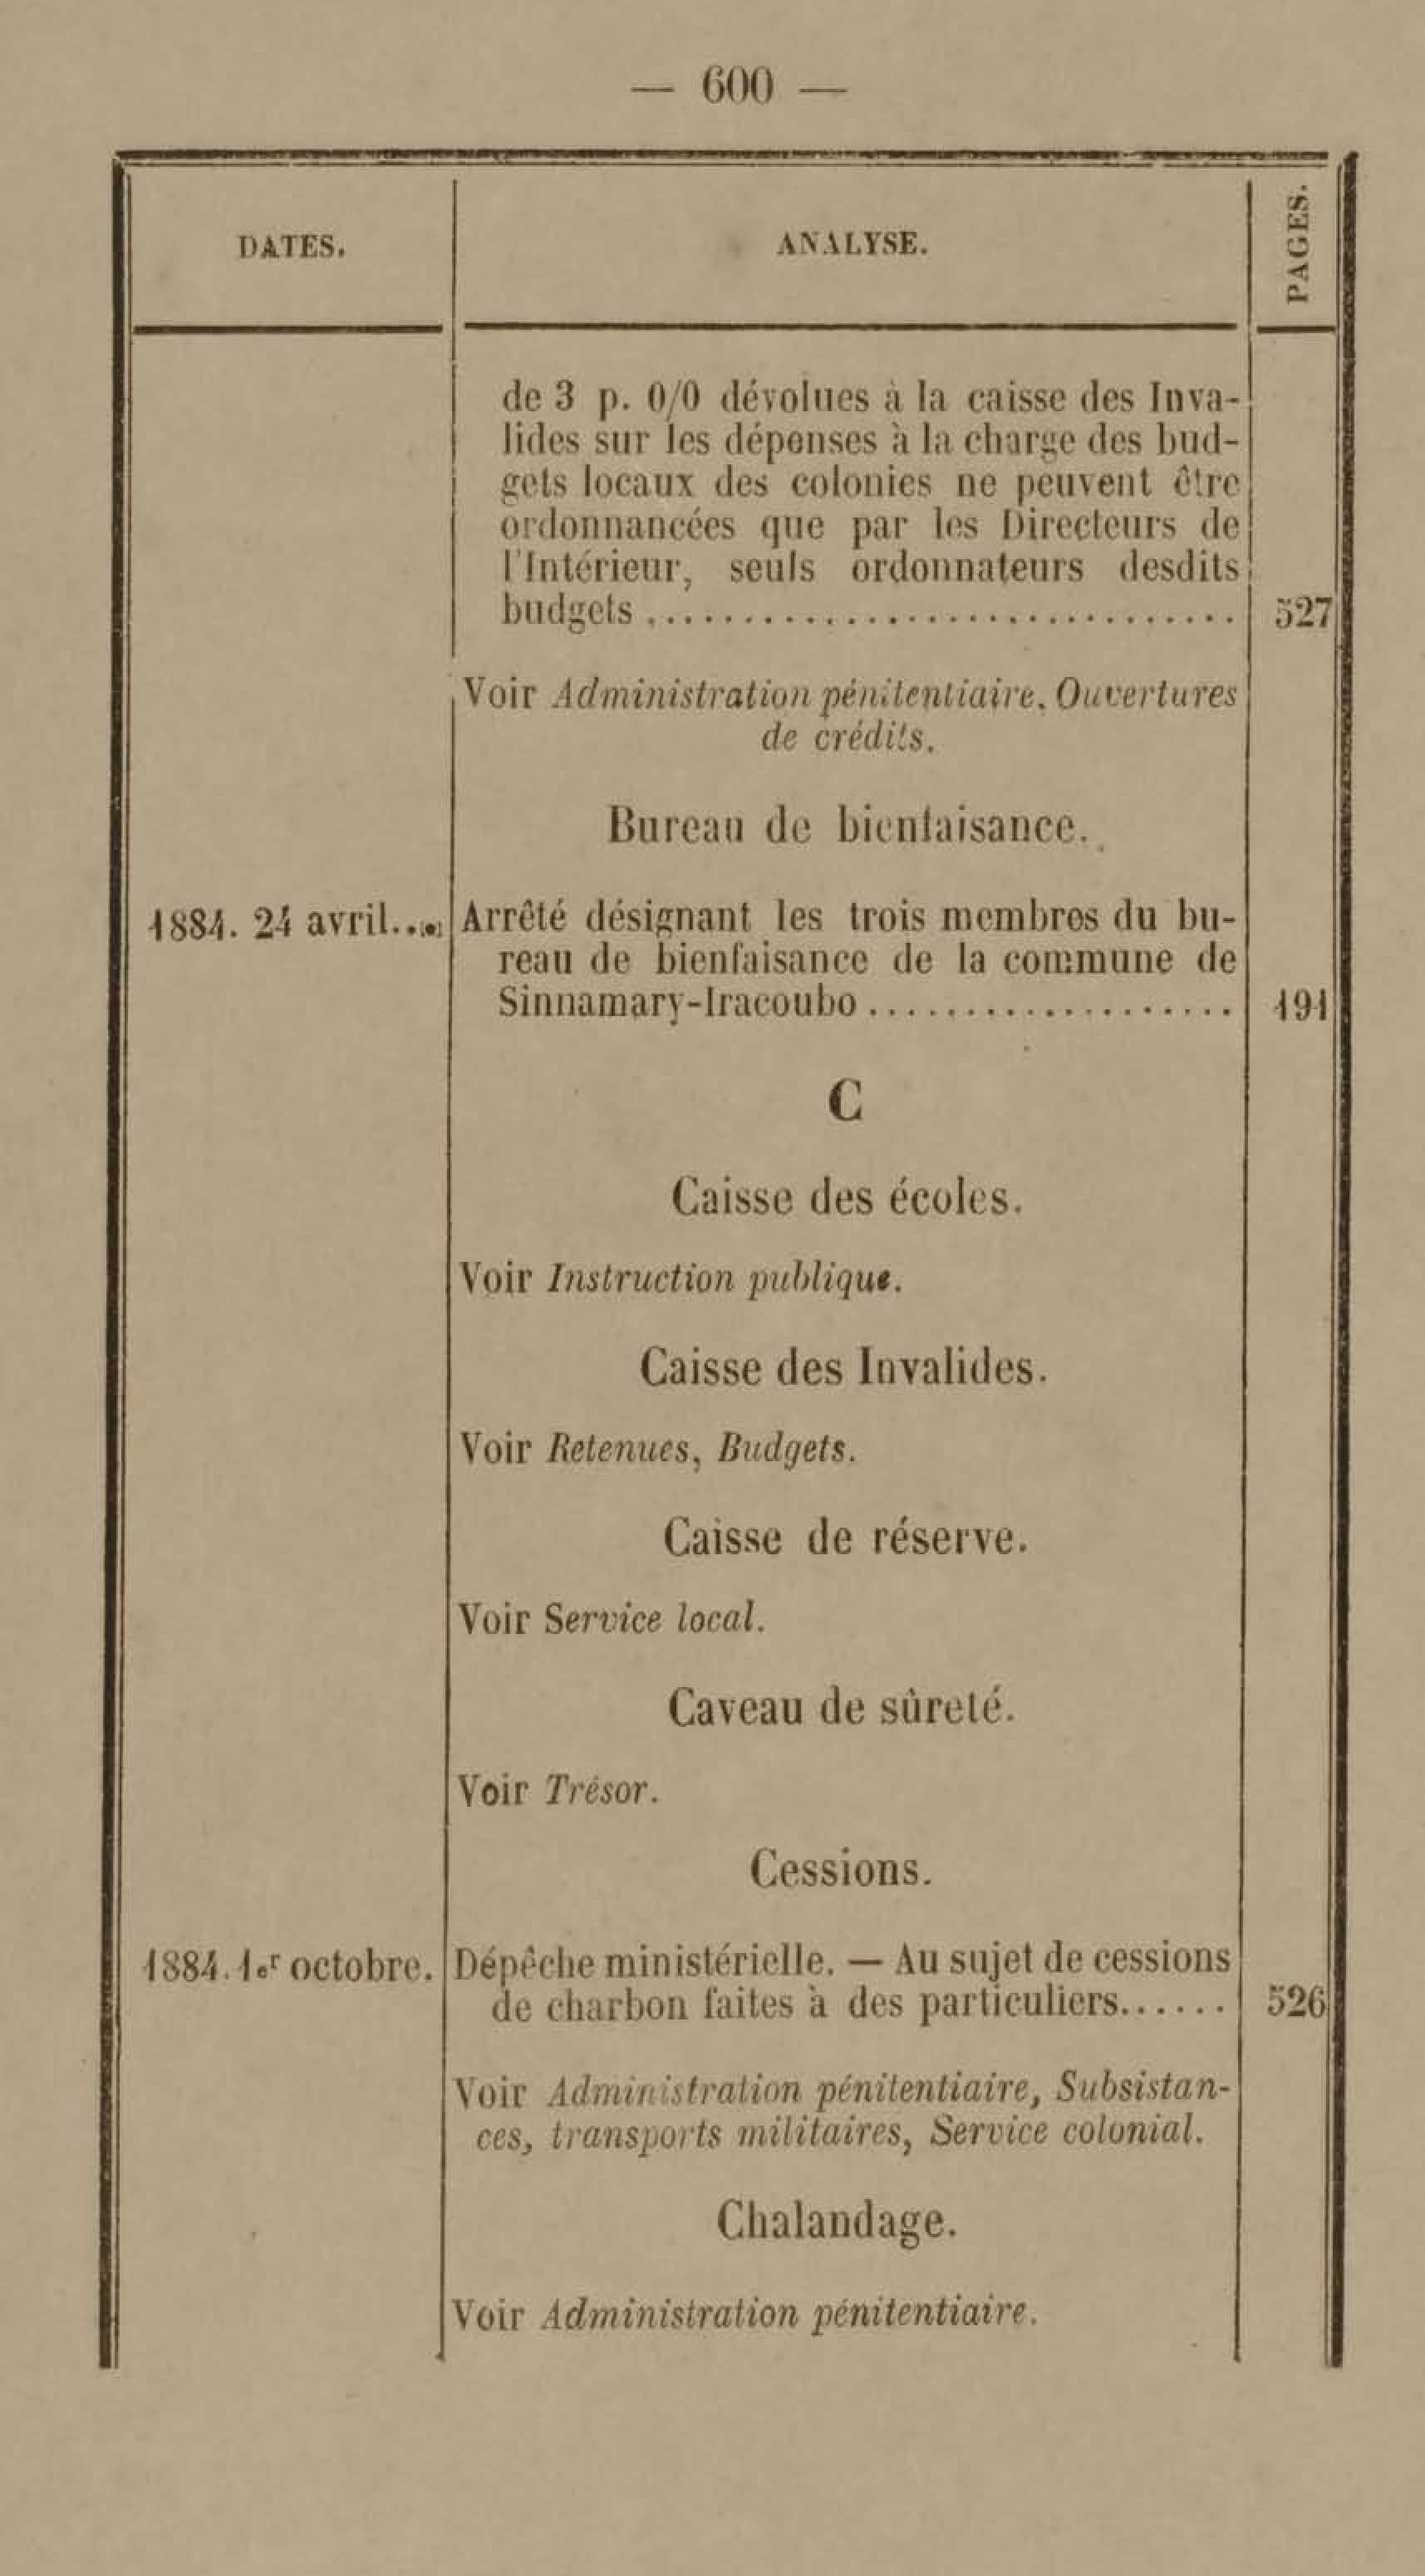 — 600 —
DATES. ANALYSE. PAGES.
de 3 p. 0/0 dévolues à la caisse des Inva-
lides sur les dépenses à la charge des bud-
gets locaux des colonies ne peuvent être
ordonnancées que par les Directeurs de
l'Intérieur, seuls ordonnateurs desdits
budgets .............................. 527
Voir Administration pénitentiaire, Ouvertures
de crédits.
Bureau de bienfaisance.
1884. 24 avril.... Arrêté désignant les trois membres du bu-
reau de bienfaisance de la commune de
Sinnamary-Iracoubo ................... 191
C
Caisse des écoles.
Voir Instruction publique.
Caisse des Invalides.
Voir Retenues, Budgets.
Caisse de réserve.
Voir Service local.
Caveau de sûreté.
Voir Trésor.
Cessions.
1884. 1er octobre. Dépêche ministérielle. — Au sujet de cessions
de charbon faites à des particuliers...... 526
Voir Administration pénitentiaire, Subsistan-
ces, transports militaires, Service colonial.
Chalandage.
Voir Administration pénitentiaire.